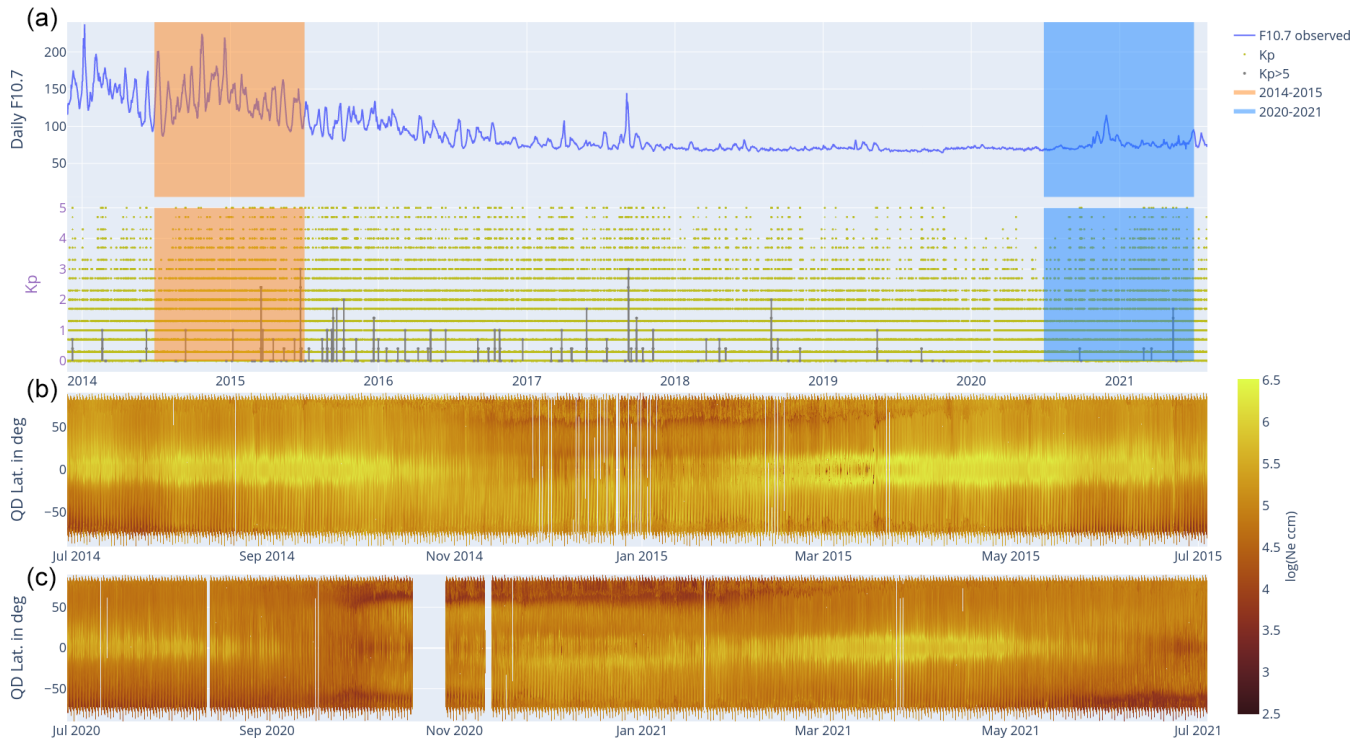 (a)
Daily F10.7
200
150
100
50
F10.7 observed
Kp
Kp>5
2014-2015
2020-2021
Kp
5
4
3
2
1
0
2014 2015 2016 2017 2018 2019 2020 2021
(b)
QD Lat. in deg
50
0
−50
Jul 2014 Sep 2014 Nov 2014 Jan 2015 Mar 2015 May 2015 Jul 2015
(c)
QD Lat. in deg
50
0
−50
Jul 2020 Sep 2020 Nov 2020 Jan 2021 Mar 2021 May 2021 Jul 2021
6.5
6
5.5
5
4.5
4
3.5
3
2.5
log(Ne ccm)